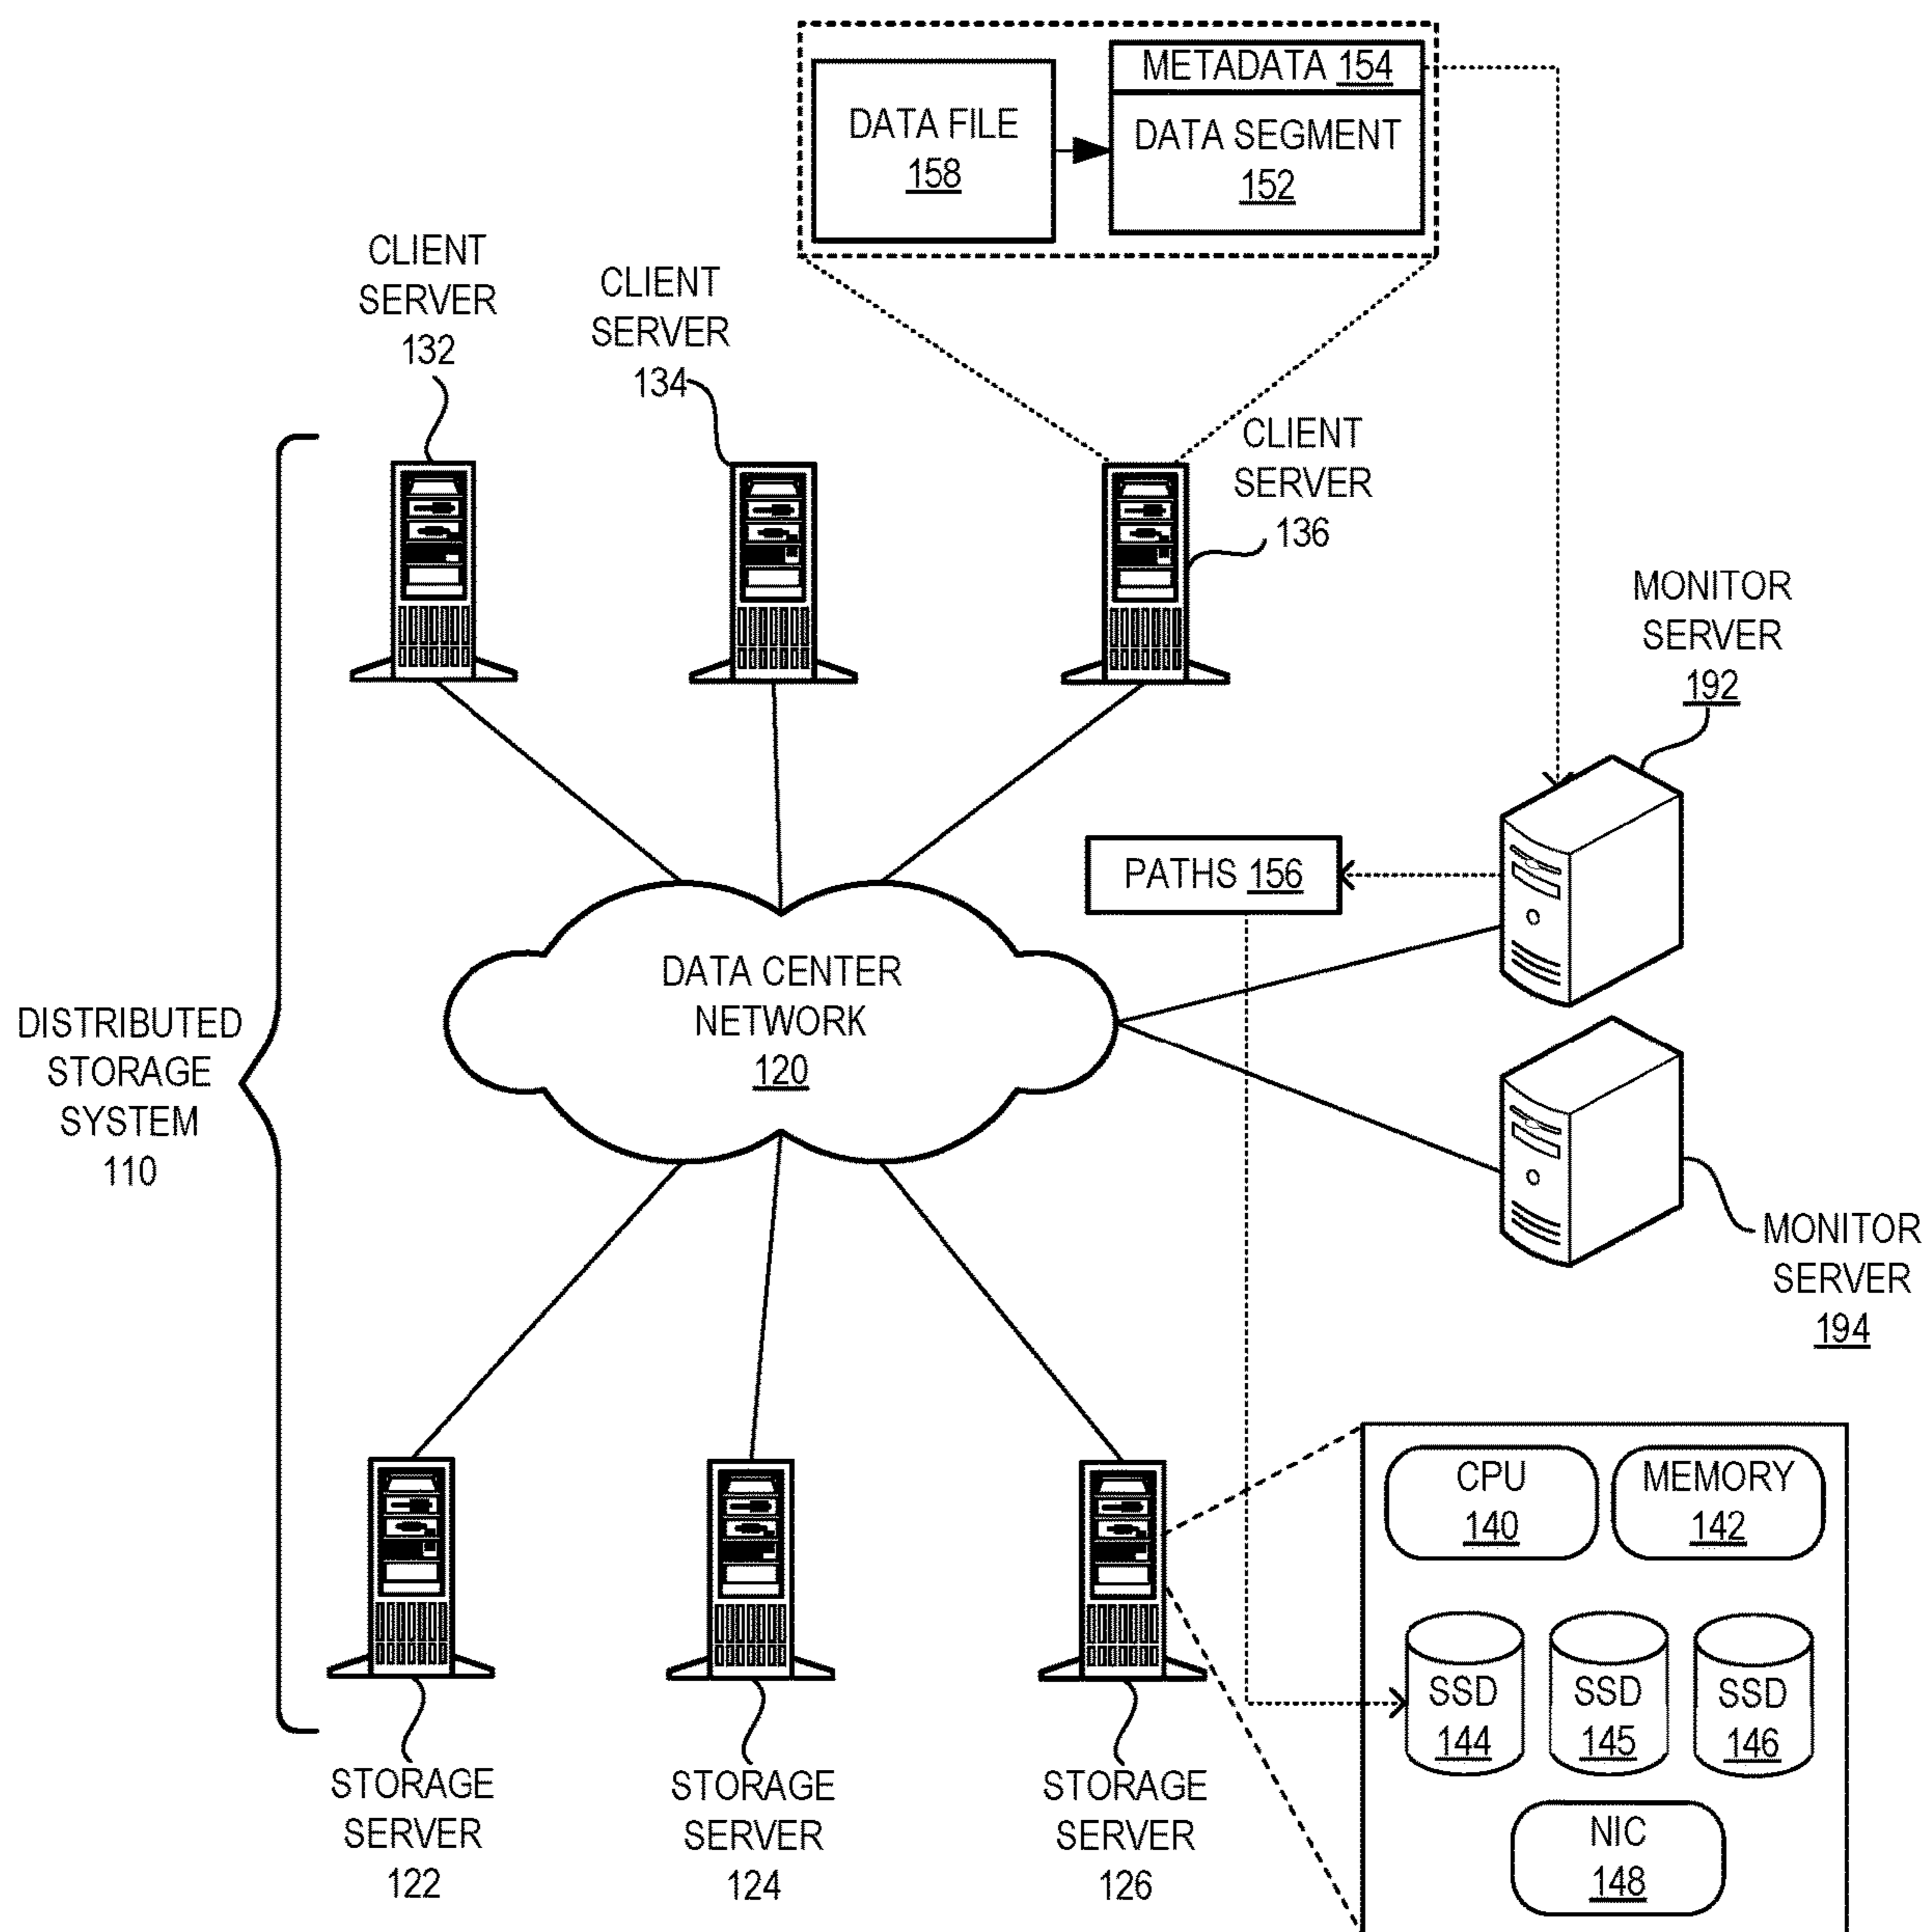 METADATA 154
DATA FILE
158
DATA SEGMENT
152
CLIENT
SERVER
132
CLIENT
SERVER
134
CLIENT
SERVER
136
MONITOR
SERVER
192
PATHS 156
DATA CENTER
NETWORK
120
DISTRIBUTED
STORAGE
SYSTEM
110
MONITOR
SERVER
194
CPU
140
MEMORY
142
SSD
144
SSD
145
SSD
146
NIC
148
STORAGE
SERVER
122
STORAGE
SERVER
124
STORAGE
SERVER
126